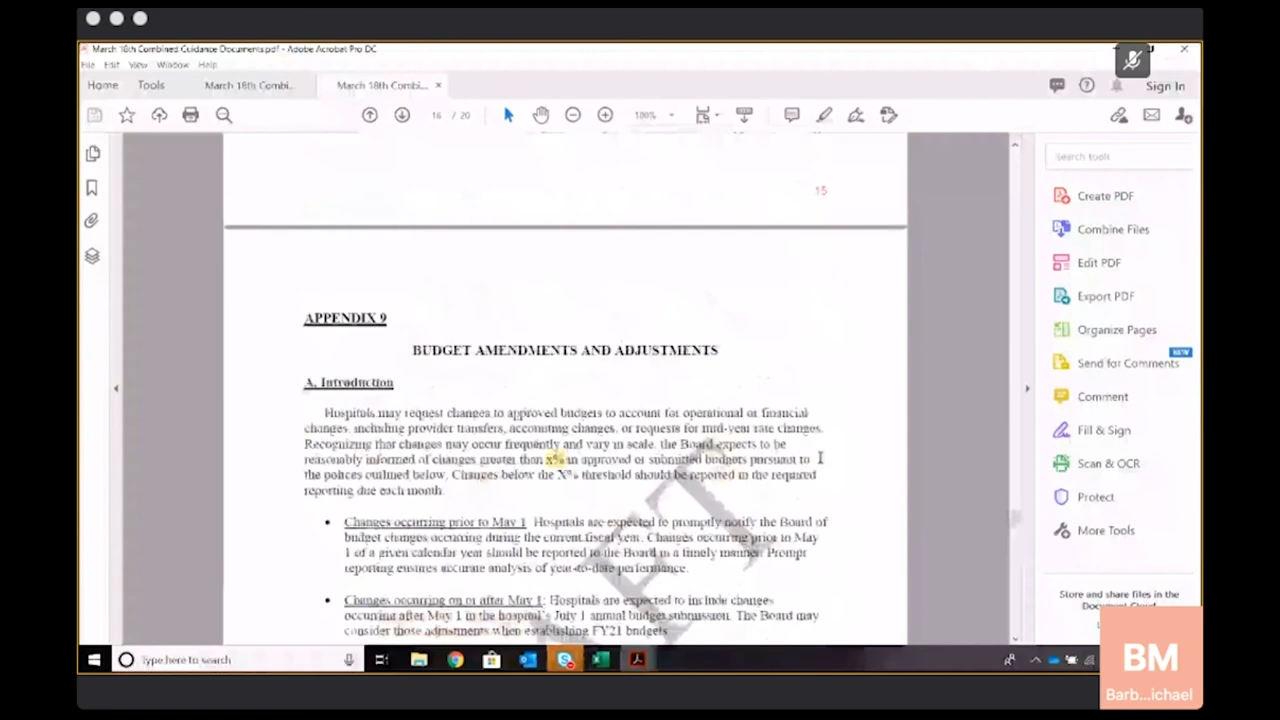 March 18th Combined Guidance Documents.pdf - Adobe Acrobat Pro DC
File Edit View Window Help
Home Tools March 18th Combi... March 18th Combi... × Sign In
16 / 20 100%
15
APPENDIX 9
BUDGET AMENDMENTS AND ADJUSTMENTS
A. Introduction
Hospitals may request changes to approved budgets to account for operational or financial
changes, including provider transfers, accounting changes, or requests for mid-year rate changes.
Recognizing that changes may occur frequently and vary in scale, the Board expects to be
reasonably informed of changes greater than x% in approved or submitted budgets pursuant to
the polices outlined below. Changes below the X% threshold should be reported in the required
reporting due each month.
• Changes occurring prior to May 1 Hospitals are expected to promptly notify the Board of
budget changes occurring during the current fiscal year. Changes occurring prior to May
1 of a given calendar year should be reported to the Board in a timely manner. Prompt
reporting ensures accurate analysis of year-to-date performance.
• Changes occurring on or after May 1: Hospitals are expected to include changes
occurring after May 1 in the hospital's July 1 annual budget submission. The Board may
consider those adjustments when establishing FY21 budgets
Search tools
Create PDF
Combine Files
Edit PDF
Export PDF
Organize Pages
NEW
Send for Comments
Comment
Fill & Sign
Scan & OCR
Protect
More Tools
Store and share files in the
Document Cloud
Type here to search
BM
Barb...ichael